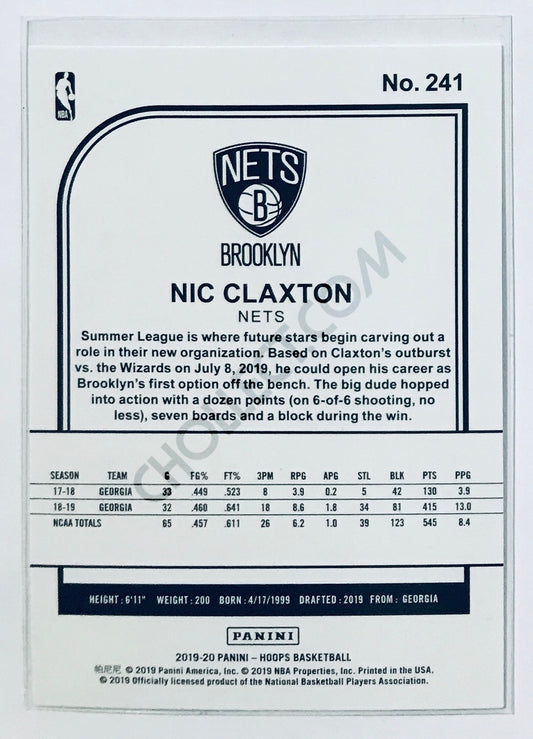 No. 241
NBA
NETS
B
BROOKLYN
NIC CLAXTON
NETS
Summer League is where future stars begin carving out a
role in their new organization. Based on Claxton's outburst
vs. the Wizards on July 8, 2019, he could open his career as
Brooklyn's first option off the bench. The big dude hopped
into action with a dozen points (on 6-of-6 shooting, no
less), seven boards and a block during the win.
SEASON TEAM G FG% FT% 3PM RPG APG STL BLK PTS PPG
17-18 GEORGIA 33 .449 .523 8 3.9 0.2 5 42 130 3.9
18-19 GEORGIA 32 .460 .641 18 8.6 1.8 34 81 415 13.0
NCAA TOTALS 65 .457 .611 26 6.2 1.0 39 123 545 8.4
HEIGHT: 6'11" WEIGHT: 200 BORN: 4/17/1999 DRAFTED: 2019 FROM: GEORGIA
PANINI
2019-20 PANINI – HOOPS BASKETBALL
帕尼尼 © 2019 Panini America, Inc. © 2019 NBA Properties, Inc. Printed in the USA.
© 2019 Officially licensed product of the National Basketball Players Association.